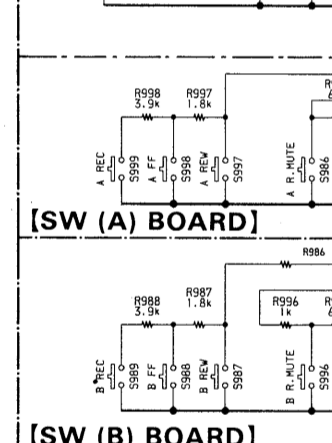 R998
3.9k
R997
1.8k
A REC
S999
A FF
S998
A REW
S997
A R.MUTE
S986
【SW (A) BOARD】
R986
R988
3.9k
R987
1.8k
R996
1k
B REC
S989
B FF
S988
B REW
S987
B R.MUTE
S996
【SW (B) BOARD】